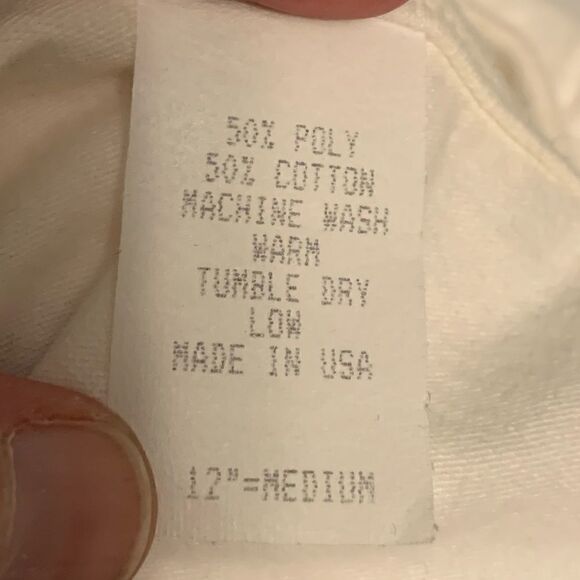 50% POLY
50% COTTON
MACHINE WASH
WARM
TUMBLE DRY
LOW
MADE IN USA
12"=MEDIUM